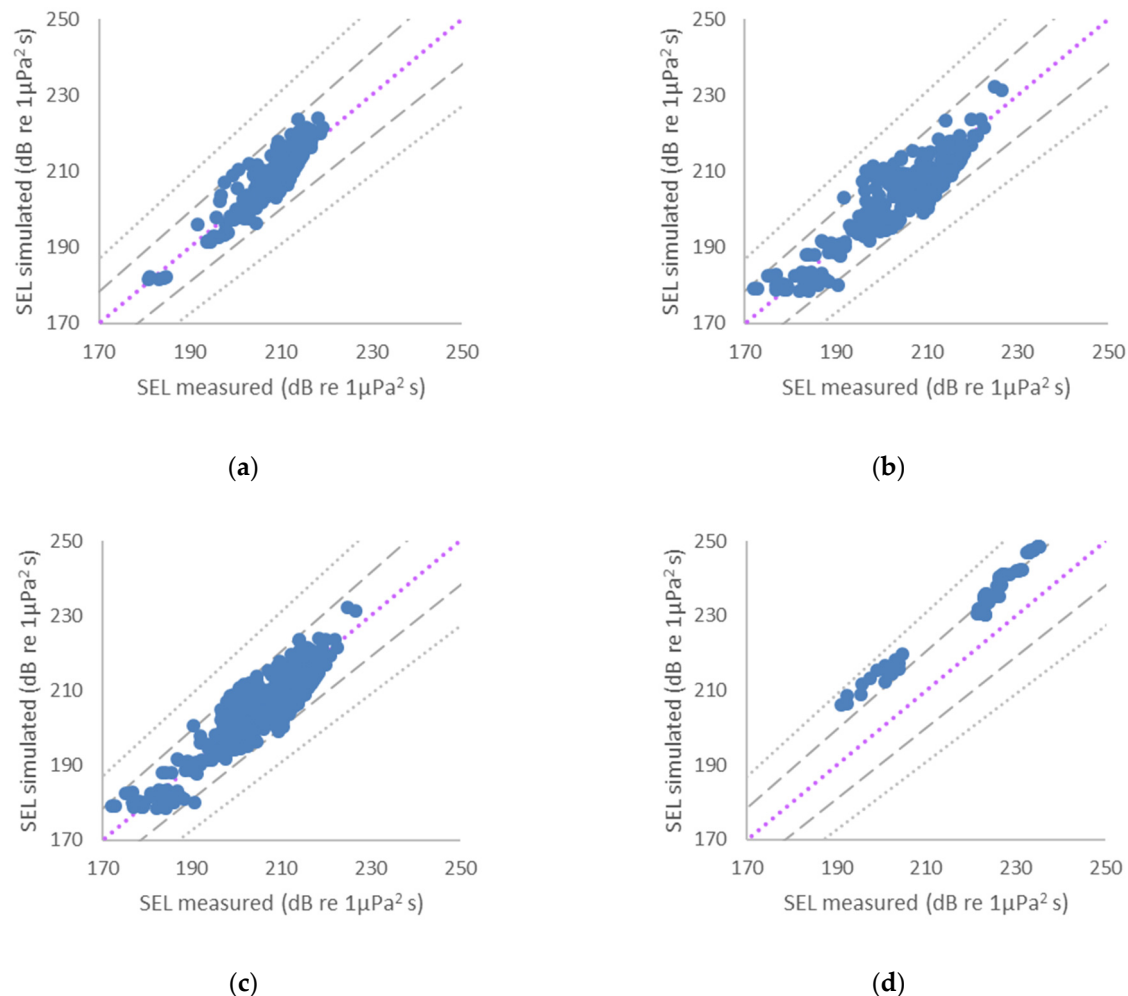 250
230
210
190
170
SEL simulated (dB re 1µPa² s)
170 190 210 230 250
SEL measured (dB re 1µPa² s)
(a)
250
230
210
190
170
SEL simulated (dB re 1µPa² s)
170 190 210 230 250
SEL measured (dB re 1µPa² s)
(b)
250
230
210
190
170
SEL simulated (dB re 1µPa² s)
170 190 210 230 250
SEL measured (dB re 1µPa² s)
(c)
250
230
210
190
170
SEL simulated (dB re 1µPa² s)
170 190 210 230 250
SEL measured (dB re 1µPa² s)
(d)